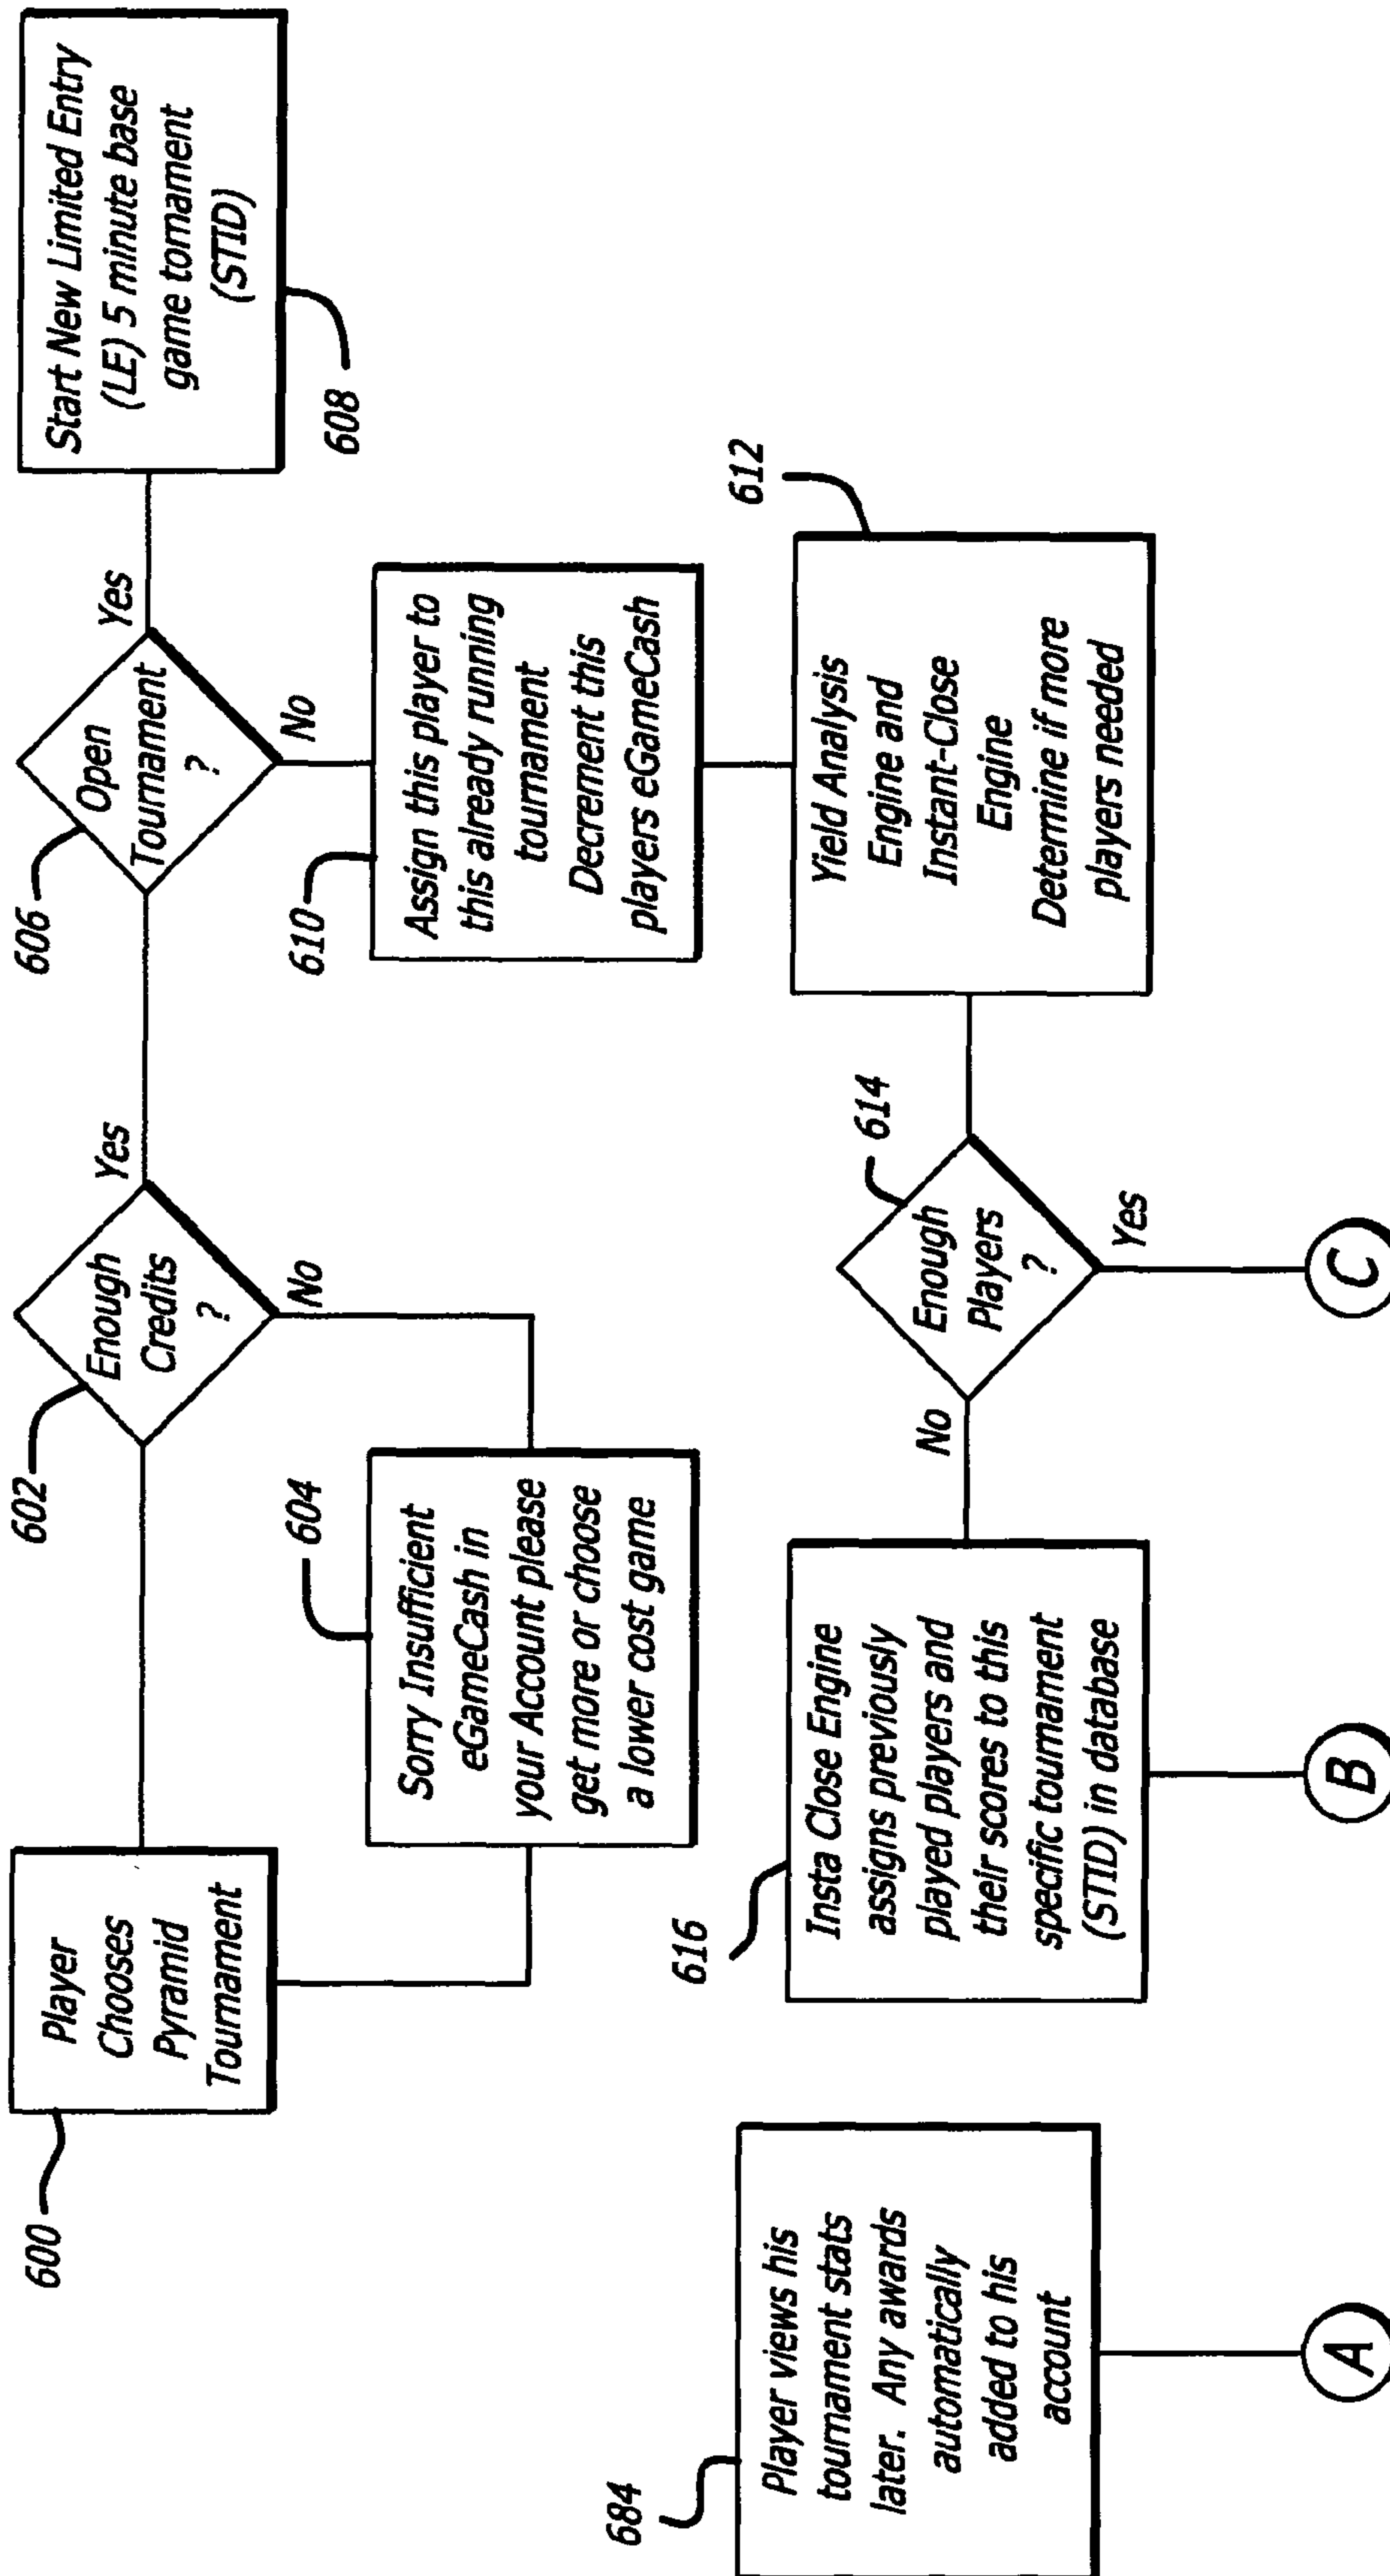 600
Player
Chooses
Pyramid
Tournament
602
Enough
Credits
?
Yes
No
604
Sorry Insufficient
eGameCash in
your Account please
get more or choose
a lower cost game
606
Open
Tournament
?
Yes
No
Start New Limited Entry
(LE) 5 minute base
game tornament
(STID)
608
610
Assign this player to
this already running
tournament
Decrement this
players eGameCash
612
Yield Analysis
Engine and
Instant-Close
Engine
Determine if more
players needed
614
Enough
Players
?
No
Yes
616
Insta Close Engine
assigns previously
played players and
their scores to this
specific tournament
(STID) in database
684
Player views his
tournament stats
later. Any awards
automatically
added to his
account
A
B
C